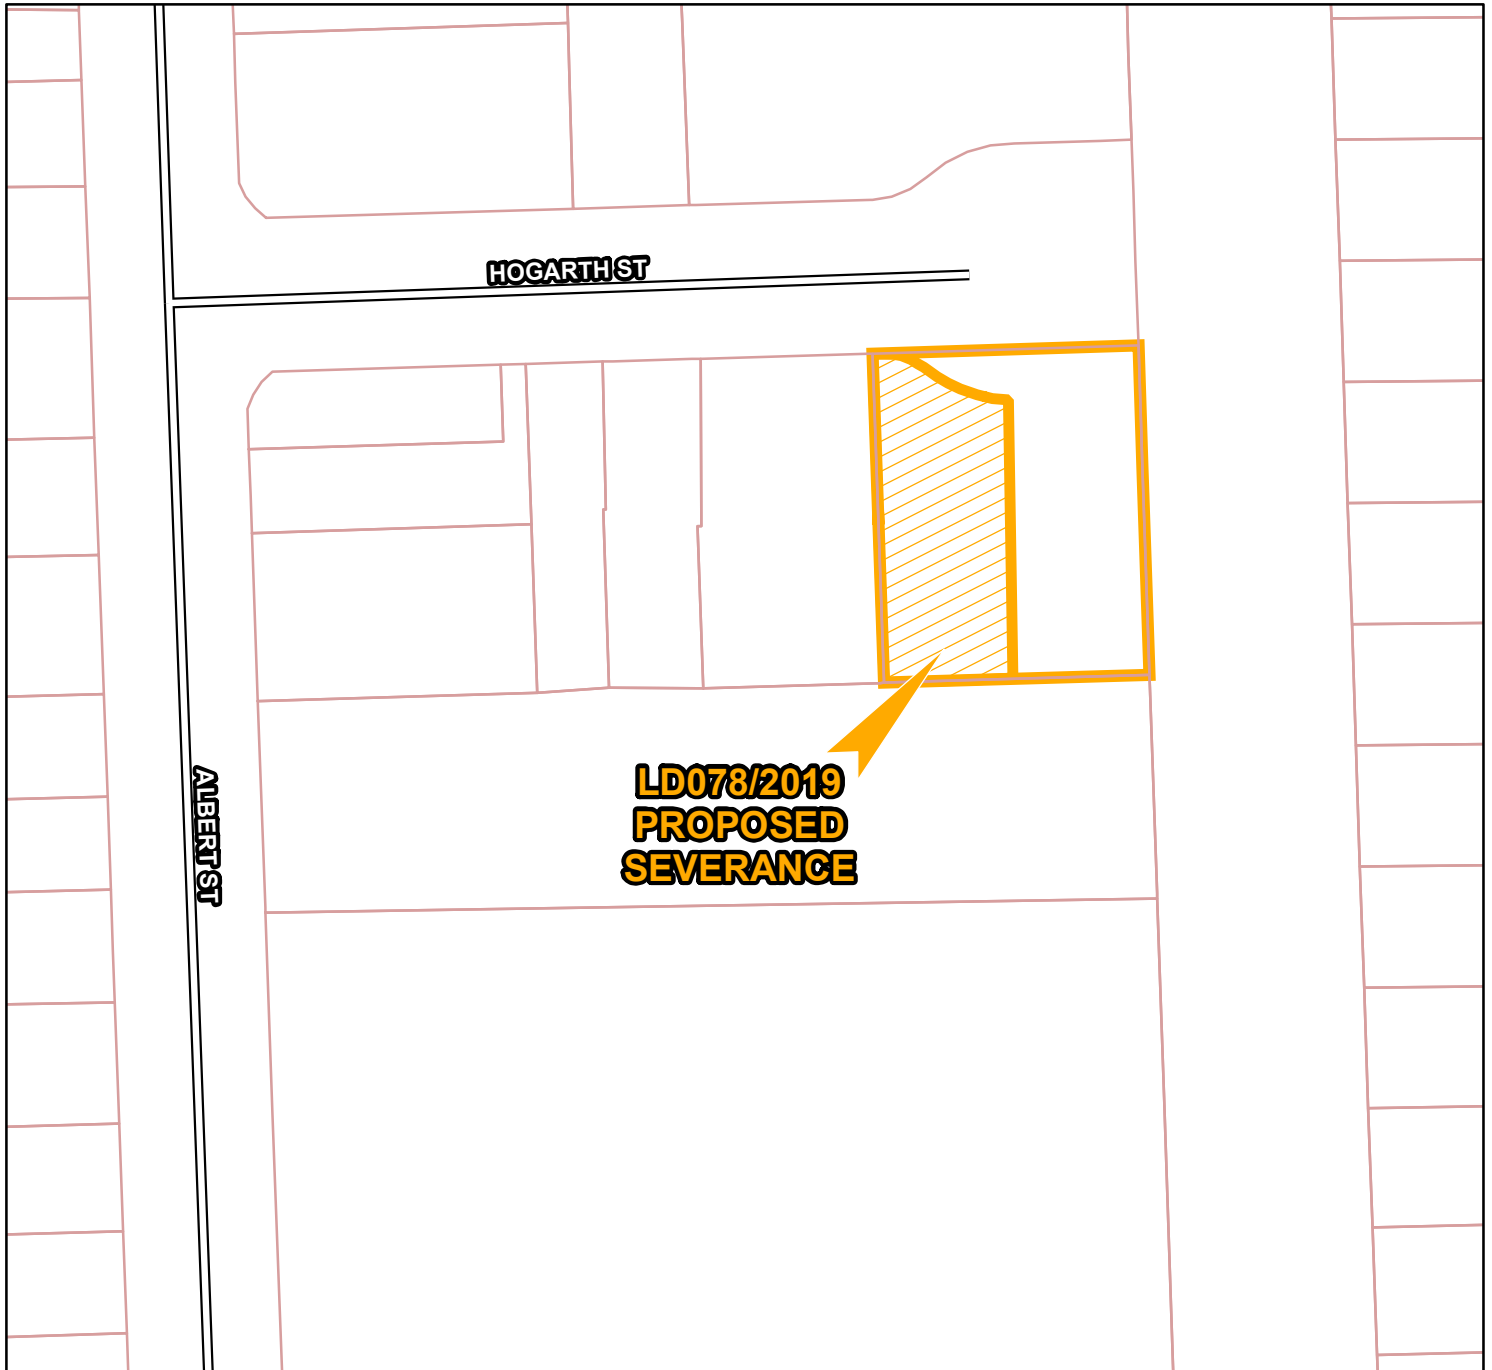 HOGARTH ST
ALBERT ST
LD078/2019
PROPOSED
SEVERANCE